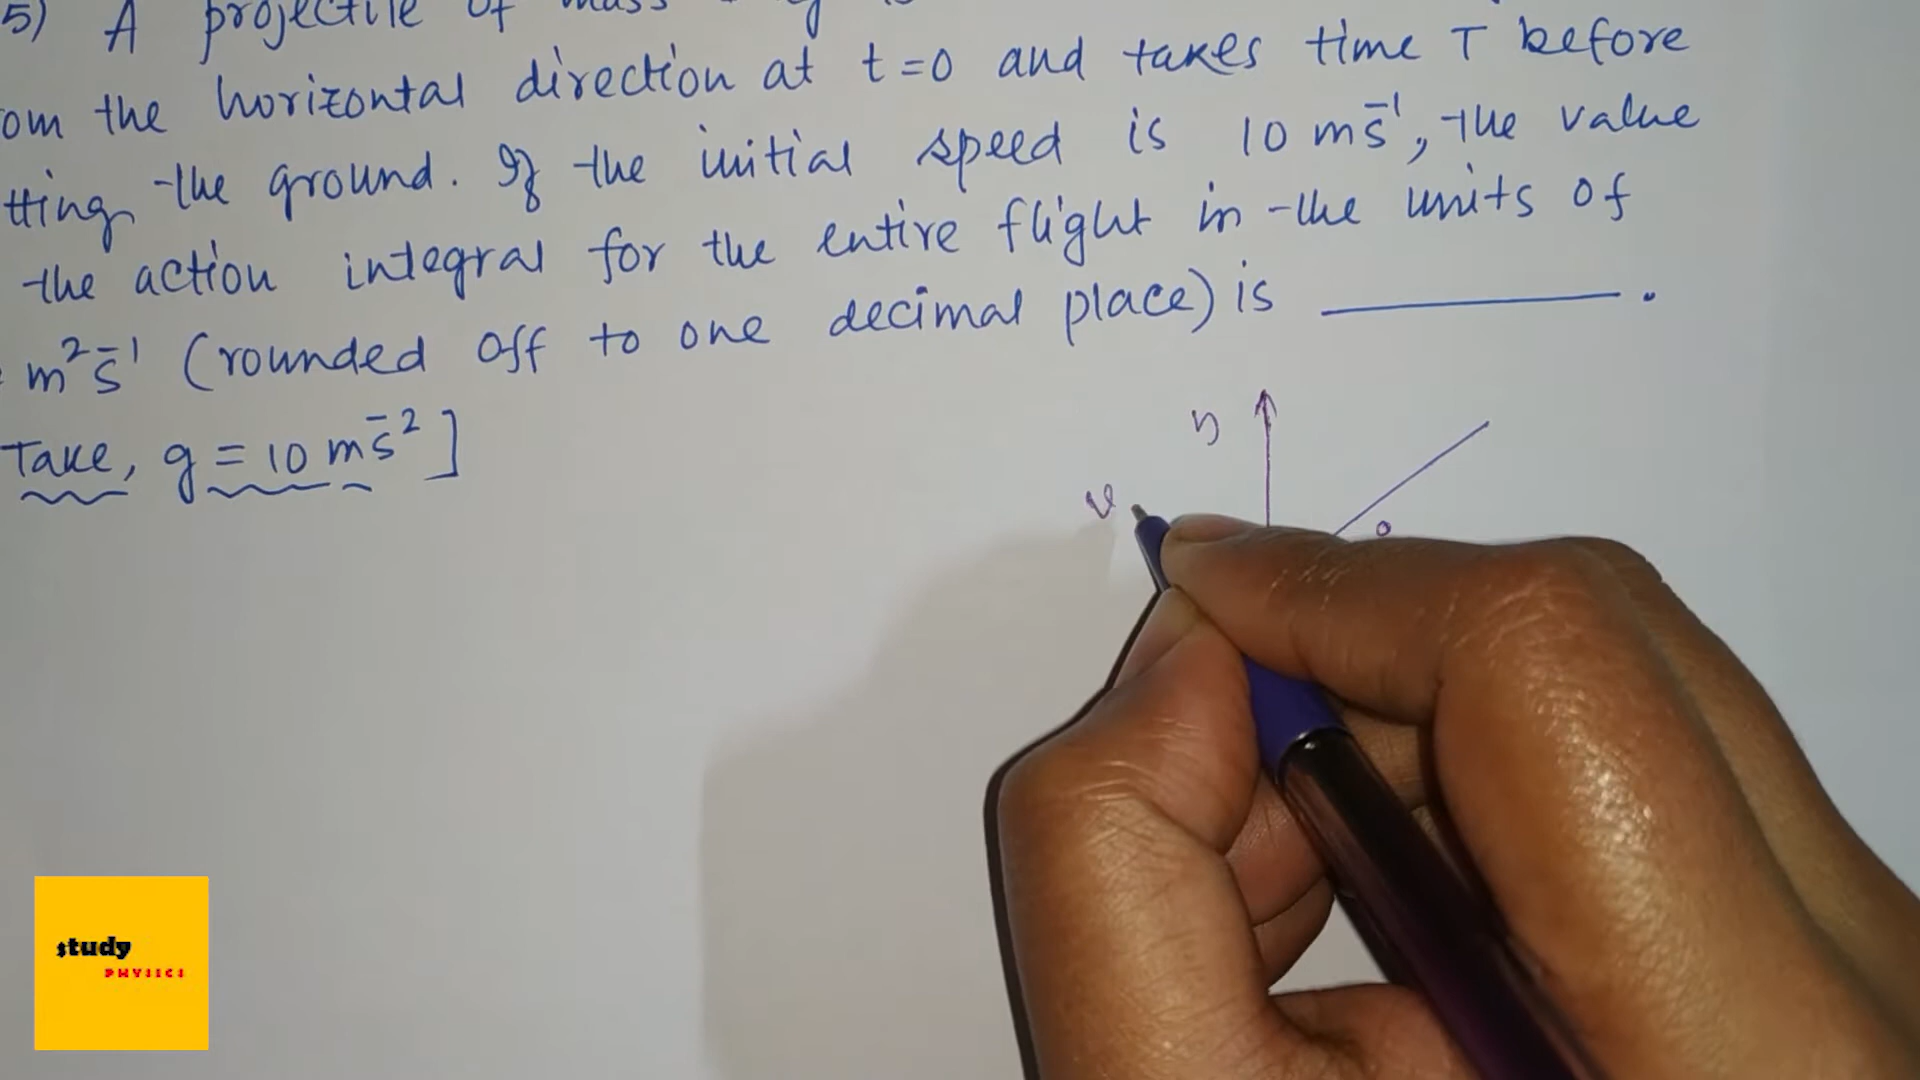 5) A projectile of mass
om the horizontal direction at t=0 and takes time T before
tting the ground. If the initial speed is 10 ms⁻¹, the value
the action integral for the entire flight in the units of
m²s⁻¹ (rounded off to one decimal place) is ________.
Take, g = 10 ms⁻²]
y
v
study
PHYSICS